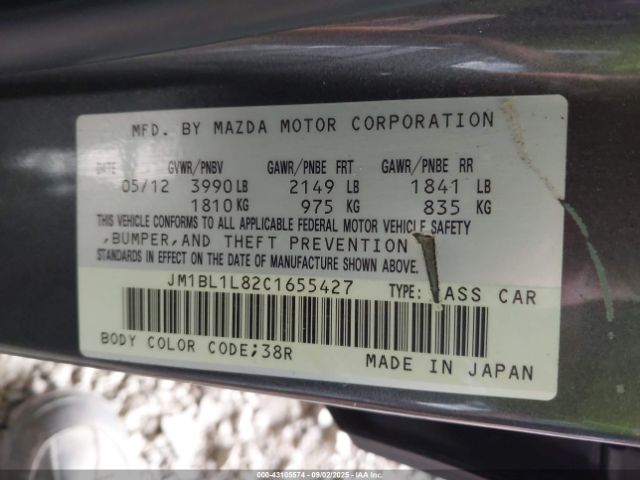 MFD. BY MAZDA MOTOR CORPORATION
DATE GVWR/PNBV GAWR/PNBE FRT GAWR/PNBE RR
05/12 3990 LB 2149 LB 1841 LB
1810 KG 975 KG 835 KG
THIS VEHICLE CONFORMS TO ALL APPLICABLE FEDERAL MOTOR VEHICLE SAFETY
,BUMPER,AND THEFT PREVENTION
STANDARDS IN EFFECT ON THE DATE OF MANUFACTURE SHOWN ABOVE.
JM1BL1L82C1655427 TYPE: ASS CAR
BODY COLOR CODE;38R MADE IN JAPAN
000-43105574 - 09/02/2025 - IAAI.com